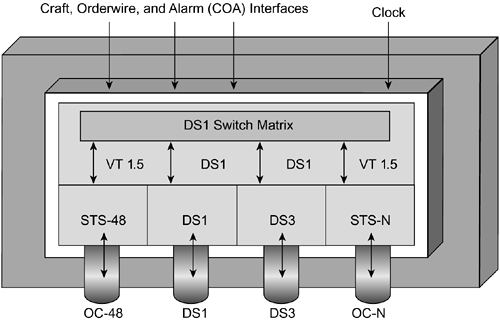 Craft, Orderwire, and Alarm (COA) Interfaces
Clock
DS1 Switch Matrix
VT 1.5
DS1
DS1
VT 1.5
STS-48
DS1
DS3
STS-N
OC-48
DS1
DS3
OC-N